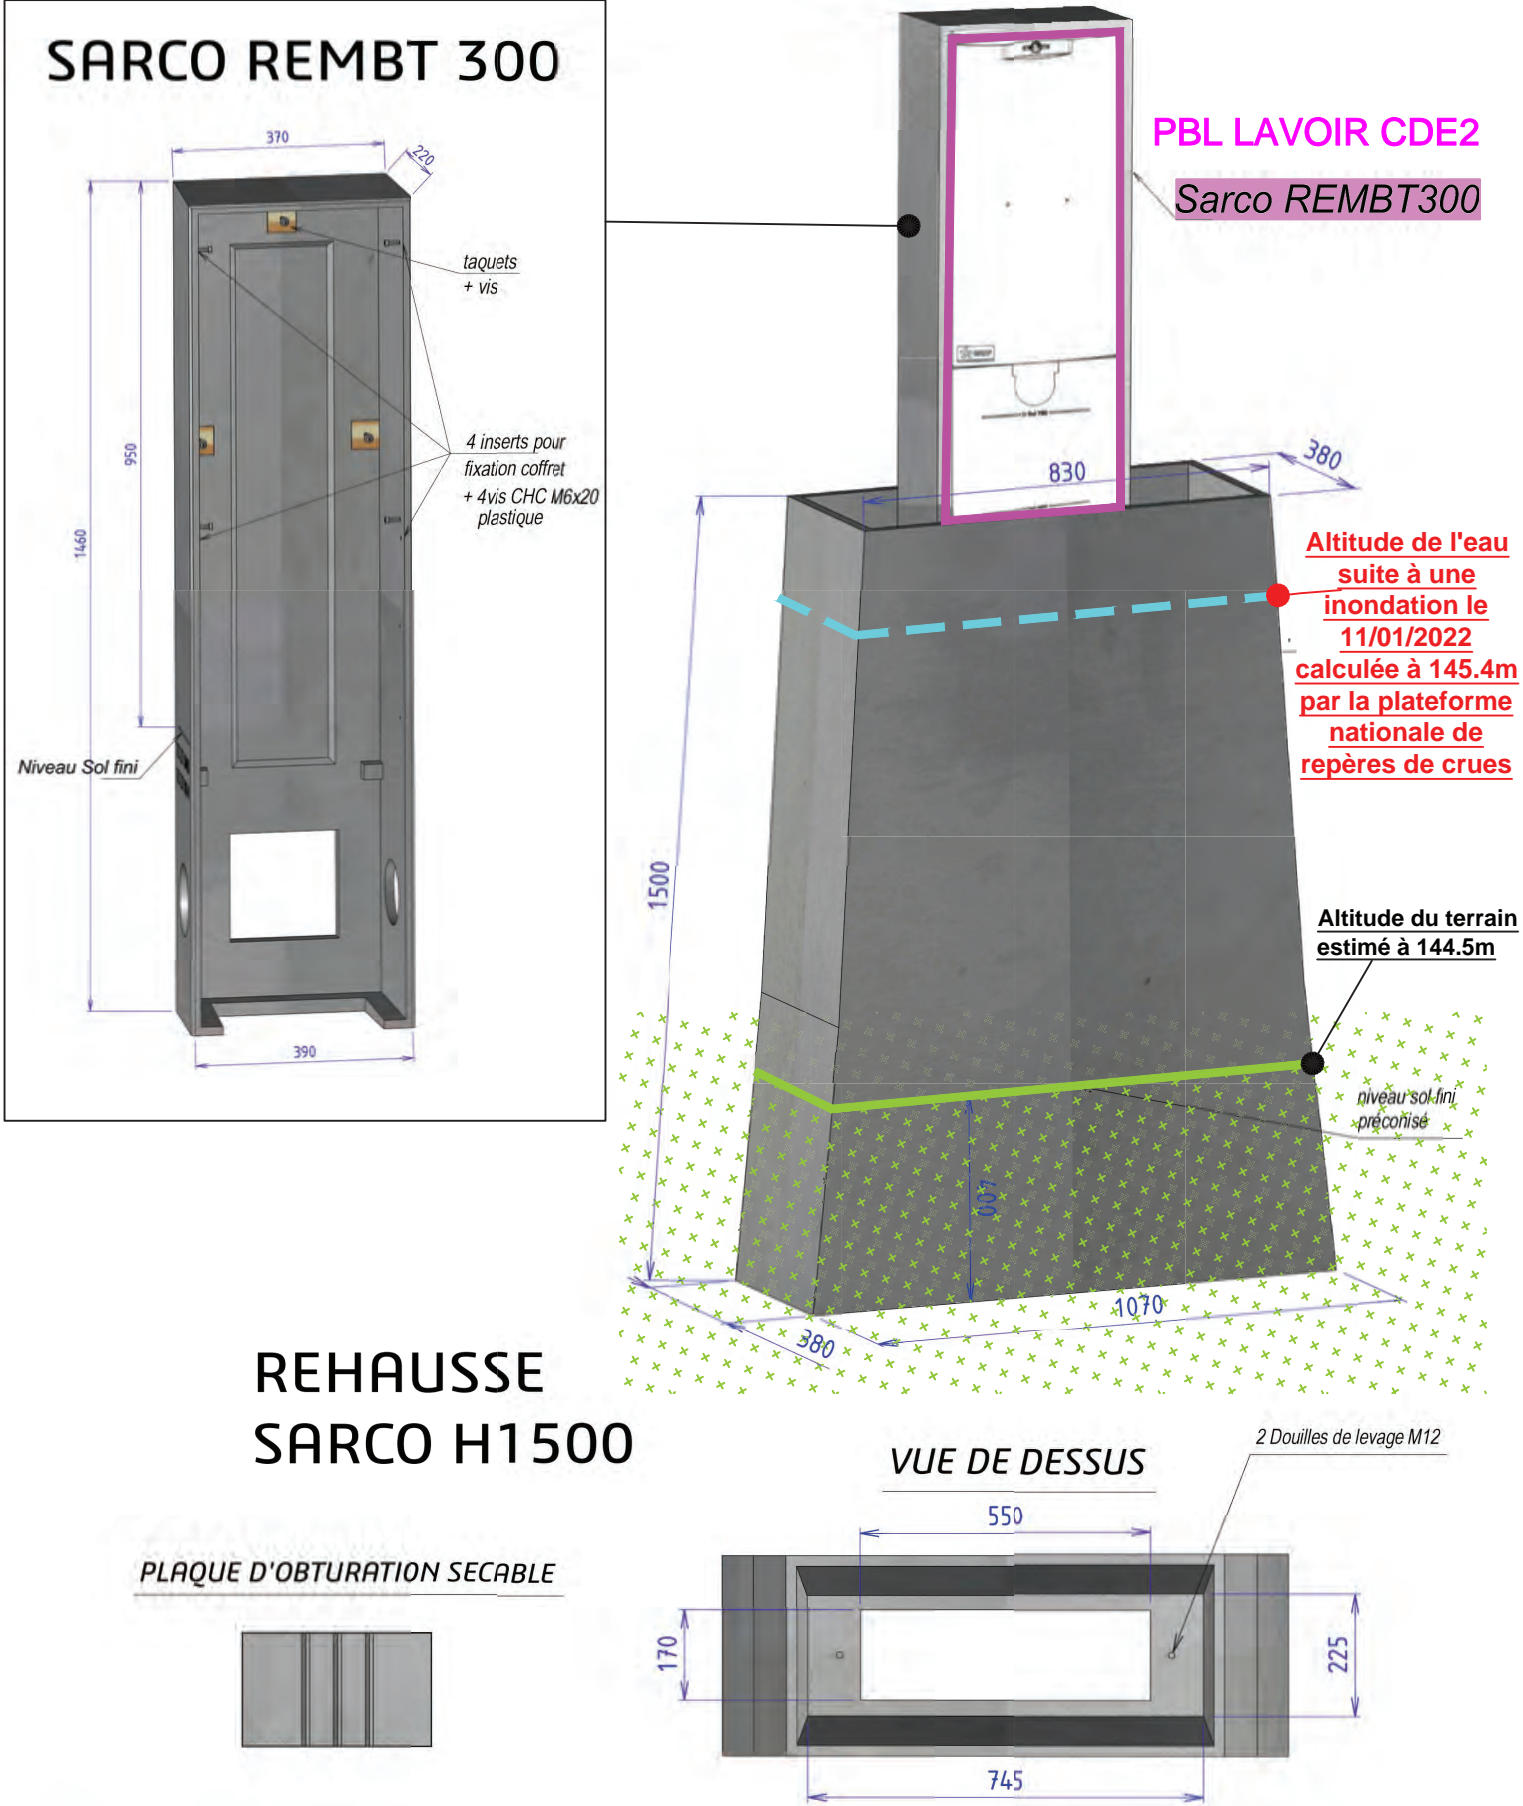 SARCO REMBT 300
370
220
taquets
+ vis
950
4 inserts pour
fixation coffret
+ 4vis CHC M6x20
plastique
1460
Niveau Sol fini
390
PBL LAVOIR CDE2
Sarco REMBT300
830
380
Altitude de l'eau
suite à une
inondation le
11/01/2022
calculée à 145.4m
par la plateforme
nationale de
repères de crues
1500
Altitude du terrain
estimé à 144.5m
niveau sol fini
préconisé
400
1070
380
REHAUSSE
SARCO H1500
VUE DE DESSUS
2 Douilles de levage M12
550
PLAQUE D'OBTURATION SECABLE
170
225
745